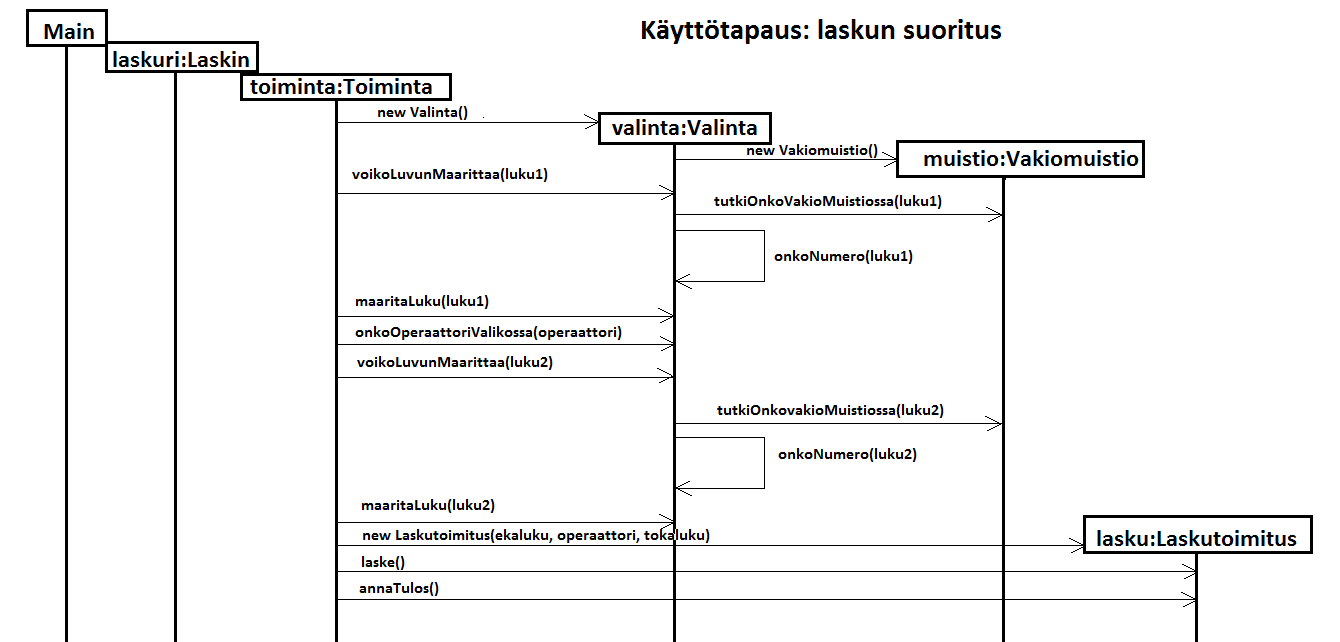 Käyttötapaus: laskun suoritus
Main
laskuri:Laskin
toiminta:Toiminta
new Valinta()
valinta:Valinta
new Vakiomuistio()
muistio:Vakiomuistio
voikoLuvunMaarittaa(luku1)
tutkiOnkoVakioMuistiossa(luku1)
onkoNumero(luku1)
maaritaLuku(luku1)
onkoOperaattoriValikossa(operaattori)
voikoLuvunMaarittaa(luku2)
tutkiOnkovakioMuistiossa(luku2)
onkoNumero(luku2)
maaritaLuku(luku2)
new Laskutoimitus(ekaluku, operaattori, tokaluku)
lasku:Laskutoimitus
laske()
annaTulos()